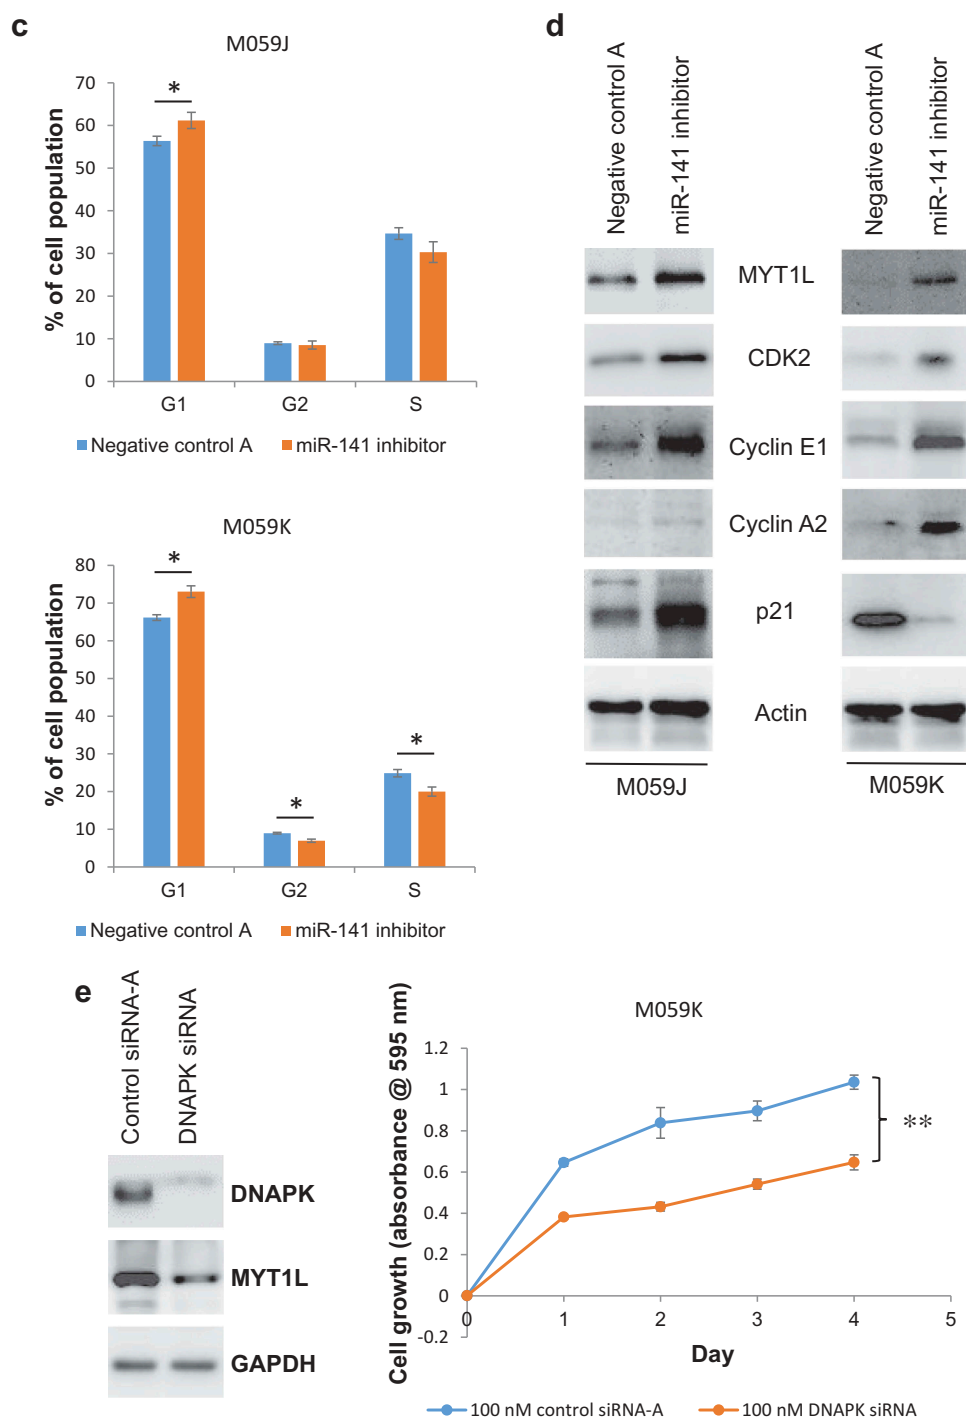 c
M059J
% of cell population
70
60
50
40
30
20
10
0
*
G1
G2
S
Negative control A
miR-141 inhibitor
M059K
% of cell population
80
70
60
50
40
30
20
10
0
*
*
*
G1
G2
S
Negative control A
miR-141 inhibitor
d
Negative control A
miR-141 inhibitor
Negative control A
miR-141 inhibitor
MYT1L
CDK2
Cyclin E1
Cyclin A2
p21
Actin
M059J
M059K
e
Control siRNA-A
DNAPK siRNA
DNAPK
MYT1L
GAPDH
M059K
Cell growth (absorbance @ 595 nm)
1.2
1
0.8
0.6
0.4
0.2
0
-0.2
0
1
2
3
4
5
**
Day
100 nM control siRNA-A
100 nM DNAPK siRNA